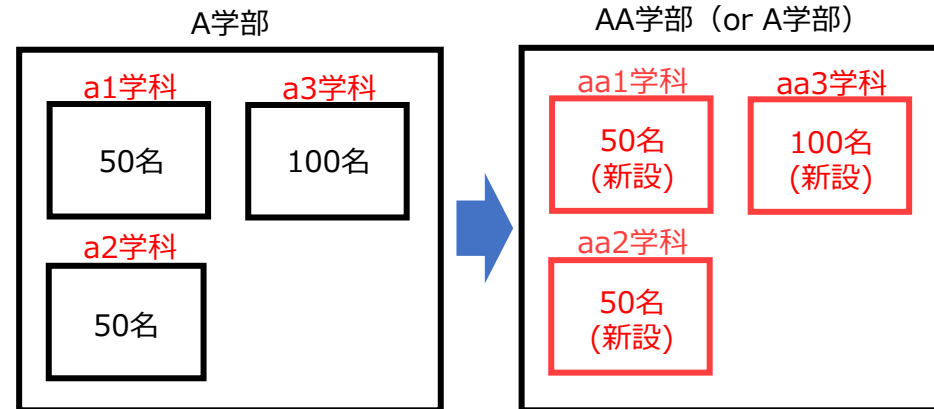 A学部
a1学科
50名
a3学科
100名
a2学科
50名
AA学部（or A学部）
aa1学科
50名
(新設)
aa3学科
100名
(新設)
aa2学科
50名
(新設)